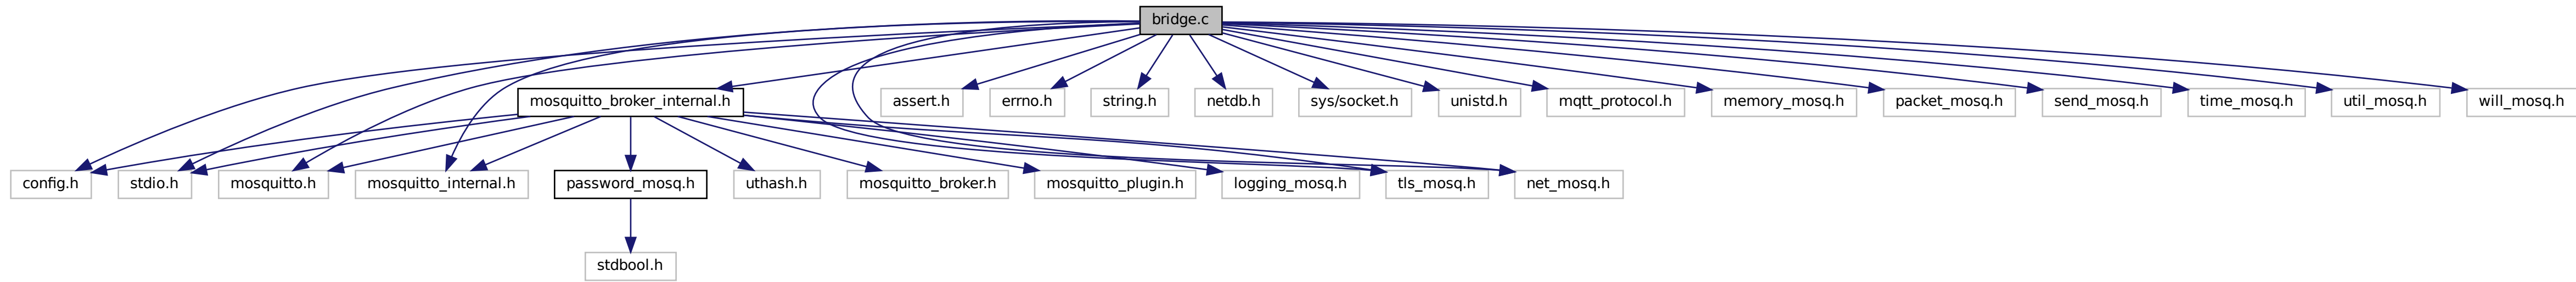 bridge.c
mosquitto_broker_internal.h
assert.h
errno.h
string.h
netdb.h
sys/socket.h
unistd.h
mqtt_protocol.h
memory_mosq.h
packet_mosq.h
send_mosq.h
time_mosq.h
util_mosq.h
will_mosq.h
config.h
stdio.h
mosquitto.h
mosquitto_internal.h
password_mosq.h
uthash.h
mosquitto_broker.h
mosquitto_plugin.h
logging_mosq.h
tls_mosq.h
net_mosq.h
stdbool.h